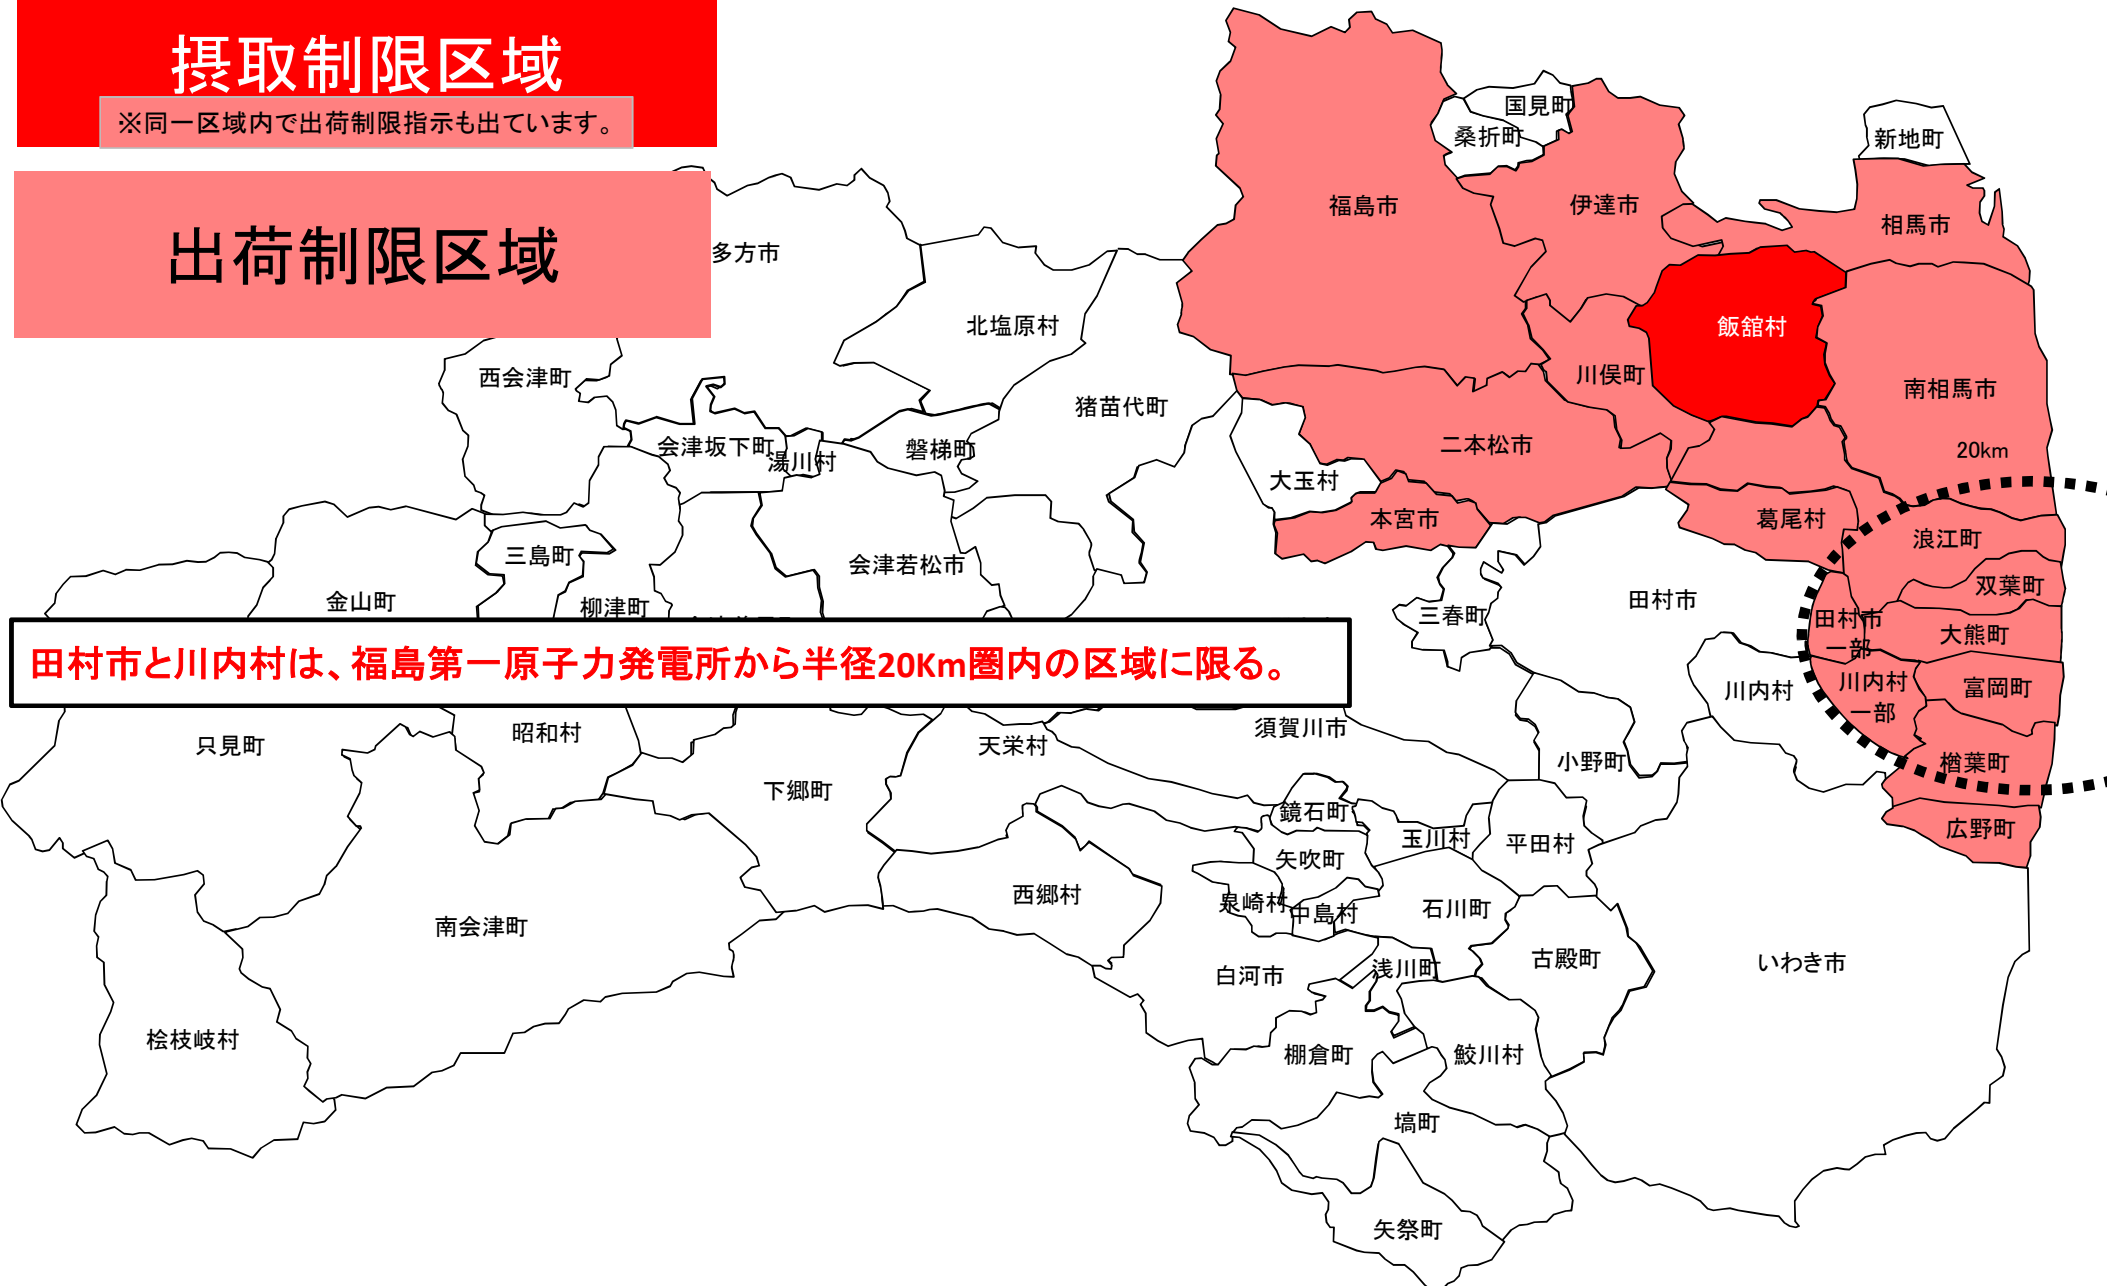 摂取制限区域
※同一区域内で出荷制限指示も出ています。
出荷制限区域
国見町
桑折町
新地町
福島市
伊達市
相馬市
多方市
北塩原村
飯舘村
西会津町
川俣町
南相馬市
猪苗代町
会津坂下町
湯川村
磐梯町
二本松市
20km
大玉村
本宮市
葛尾村
浪江町
三島町
会津若松市
双葉町
金山町
柳津町
三春町
田村市
田村市
一部
大熊町
田村市と川内村は、福島第一原子力発電所から半径20Km圏内の区域に限る。
川内村
川内村
一部
富岡町
只見町
昭和村
天栄村
須賀川市
小野町
楢葉町
下郷町
鏡石町
玉川村
平田村
広野町
矢吹町
西郷村
泉崎村
中島村
石川町
南会津町
白河市
浅川町
古殿町
いわき市
桧枝岐村
棚倉町
鮫川村
塙町
矢祭町